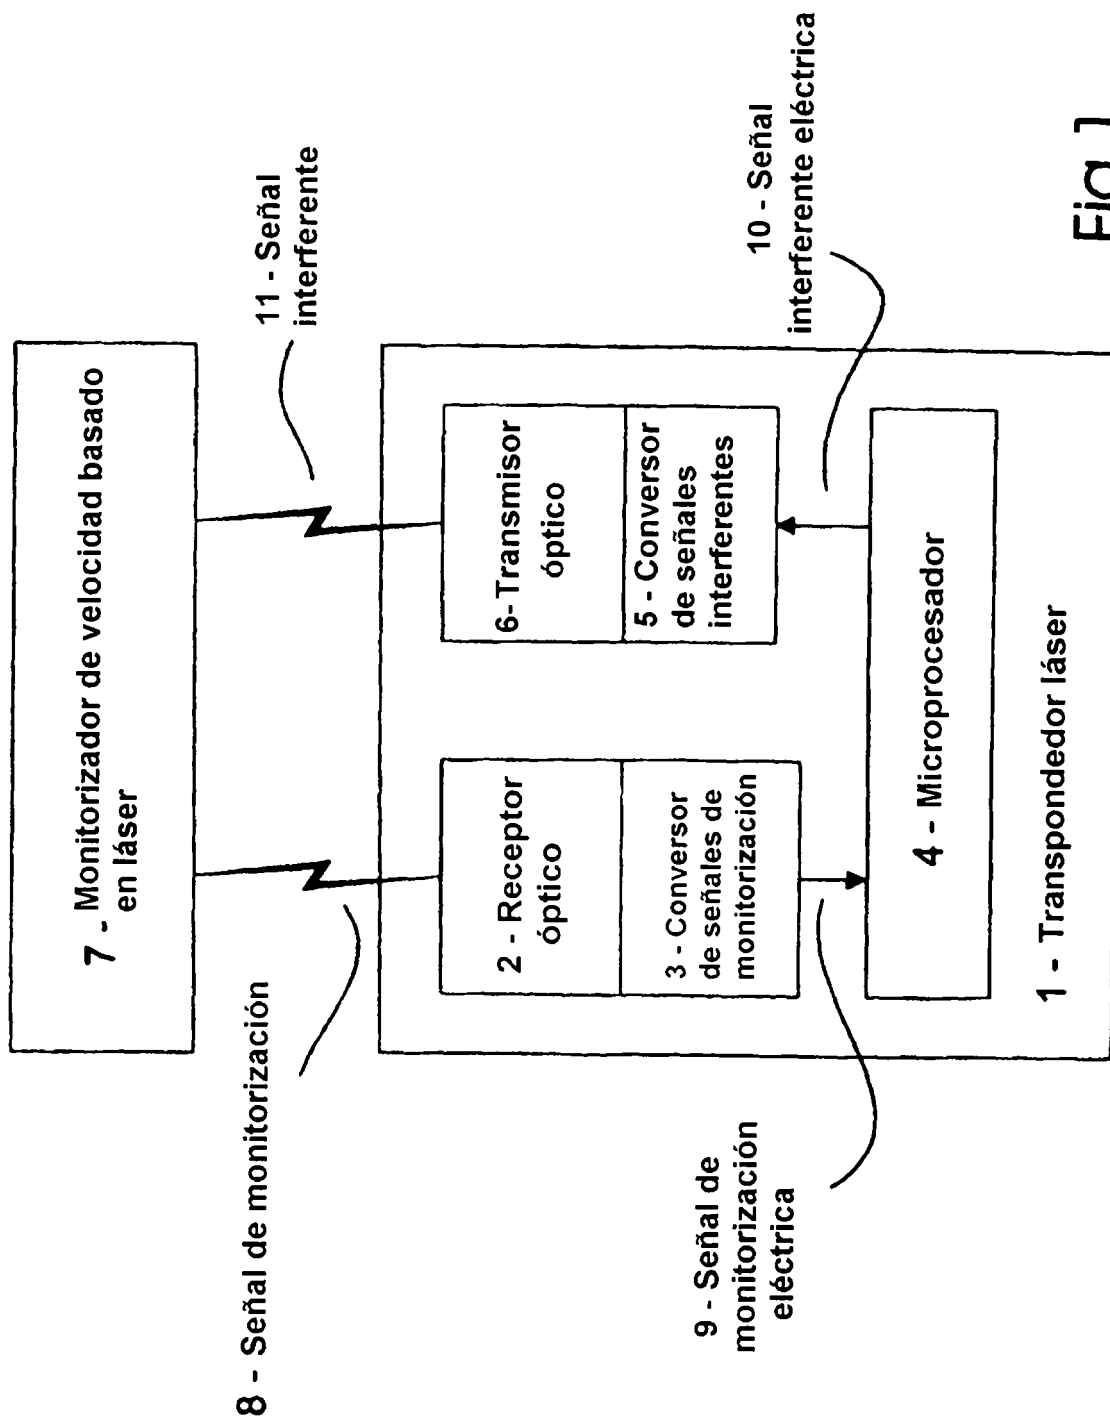 7 - Monitorizador de velocidad basado
en láser
8 - Señal de monitorización
11 - Señal
interferente
2 - Receptor
óptico
3 - Conversor
de señales de
monitorización
6- Transmisor
óptico
5 - Conversor
de señales
interferentes
9 - Señal de
monitorización
eléctrica
10 - Señal
interferente eléctrica
4 - Microprocesador
1 - Transpondedor láser
Fig.1